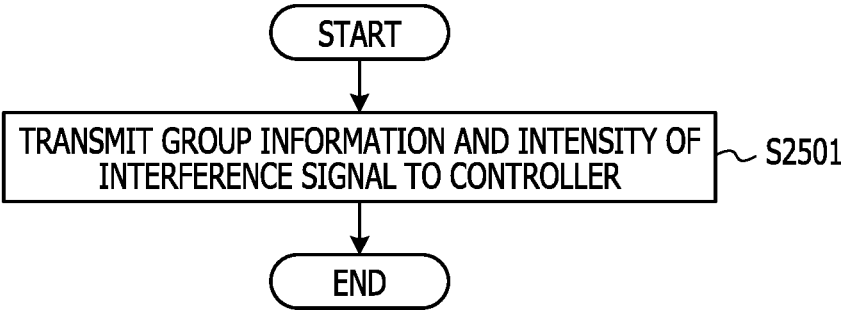 START
TRANSMIT GROUP INFORMATION AND INTENSITY OF
INTERFERENCE SIGNAL TO CONTROLLER
S2501
END